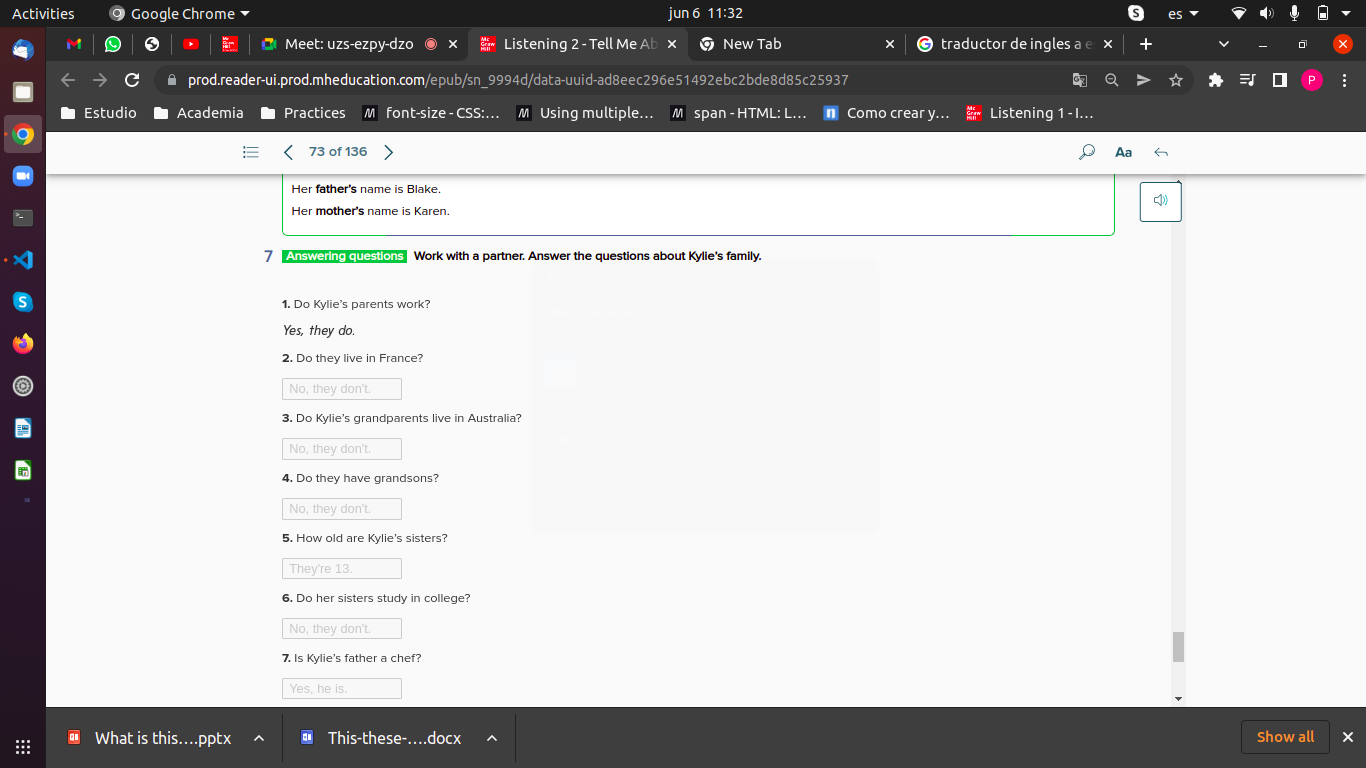 Activities
Google Chrome
jun 6 11:32
es
Meet: uzs-ezpy-dzo
Listening 2 - Tell Me Ab
New Tab
traductor de ingles a e
prod.reader-ui.prod.mheducation.com/epub/sn_9994d/data-uuid-ad8eec296e51492ebc2bde8d85c25937
P
Estudio
Academia
Practices
font-size - CSS:...
Using multiple...
span - HTML: L...
Como crear y...
Listening 1 - I...
73 of 136
Aa
Her father's name is Blake.
Her mother's name is Karen.
7 Answering questions Work with a partner. Answer the questions about Kylie's family.
1. Do Kylie's parents work?
Yes, they do.
2. Do they live in France?
No, they don't.
3. Do Kylie's grandparents live in Australia?
No, they don't.
4. Do they have grandsons?
No, they don't.
5. How old are Kylie's sisters?
They're 13.
6. Do her sisters study in college?
No, they don't.
7. Is Kylie's father a chef?
Yes, he is.
What is this....pptx
This-these-....docx
Show all